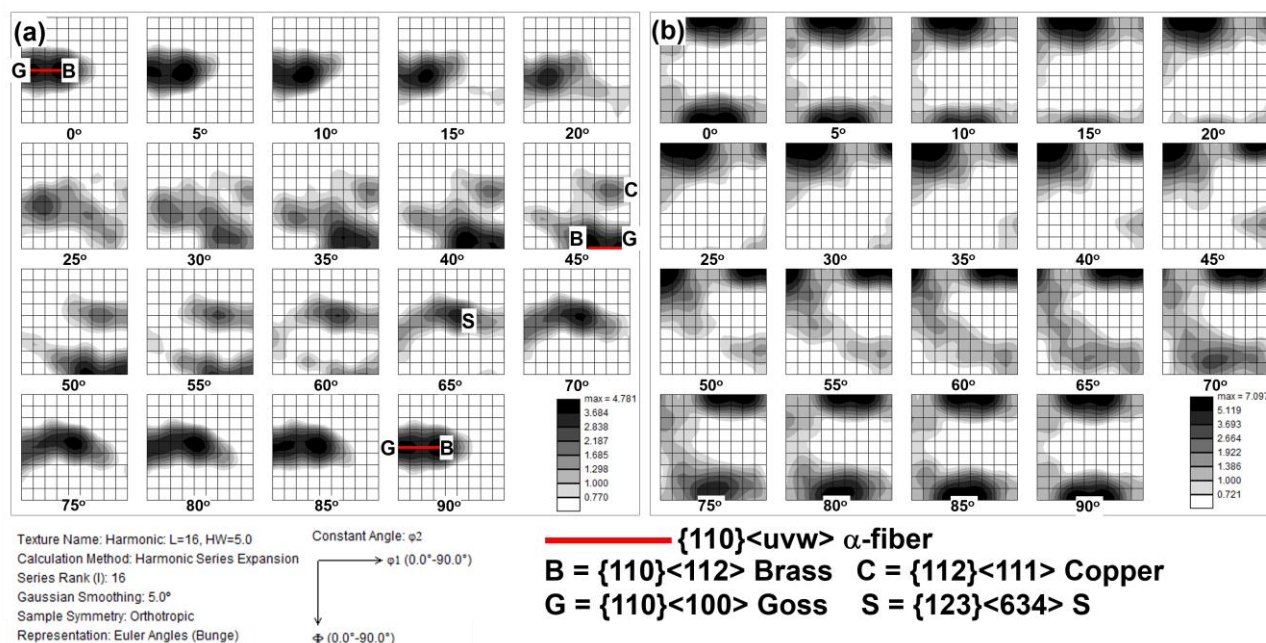 (a)
G B
0° 5° 10° 15° 20°
C
B G
25° 30° 35° 40° 45°
S
50° 55° 60° 65° 70°
max = 4.781
3.684
2.838
2.187
1.685
1.298
1.000
0.770
G B
75° 80° 85° 90°
(b)
0° 5° 10° 15° 20°
25° 30° 35° 40° 45°
50° 55° 60° 65° 70°
max = 7.097
5.119
3.693
2.664
1.922
1.386
1.000
0.721
75° 80° 85° 90°
Texture Name: Harmonic: L=16, HW=5.0
Calculation Method: Harmonic Series Expansion
Series Rank (l): 16
Gaussian Smoothing: 5.0°
Sample Symmetry: Orthotropic
Representation: Euler Angles (Bunge)
Constant Angle: φ2
φ1 (0.0°-90.0°)
Φ (0.0°-90.0°)
{110}<uvw> α-fiber
B = {110}<112> Brass C = {112}<111> Copper
G = {110}<100> Goss S = {123}<634> S